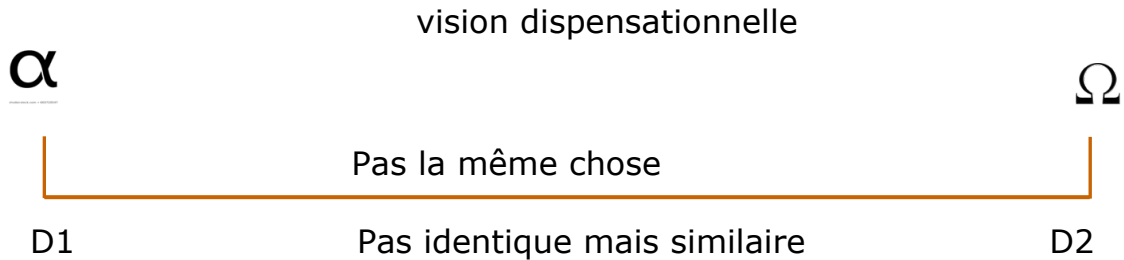 vision dispensationnelle
α Ω
Pas la même chose
D1 Pas identique mais similaire D2